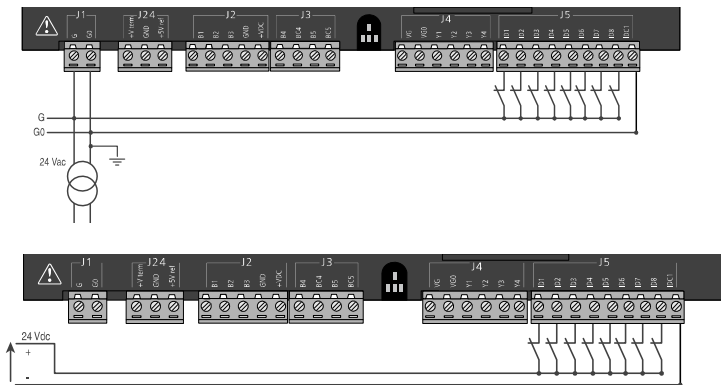 J1 J24 J2 J3 J4 J5
G G0 +V term GND +5V ref B1 B2 B3 GND +VDC B4 BC4 B5 BC5 VG VG0 Y1 Y2 Y3 Y4 ID1 ID2 ID3 ID4 ID5 ID6 ID7 ID8 IDC1
G
G0
24 Vac
J1 J24 J2 J3 J4 J5
G G0 +V term GND +5V ref B1 B2 B3 GND +VDC B4 BC4 B5 BC5 VG VG0 Y1 Y2 Y3 Y4 ID1 ID2 ID3 ID4 ID5 ID6 ID7 ID8 IDC1
24 Vdc
+
-